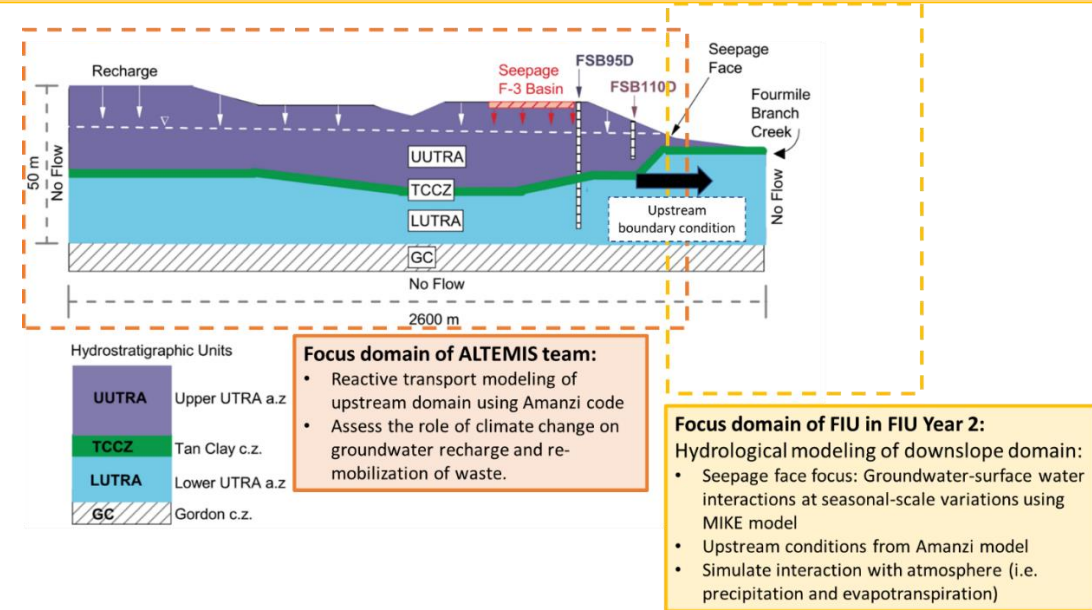 Recharge
Seepage
F-3 Basin
FSB95D
FSB110D
Seepage
Face
Fourmile
Branch
Creek
50 m
No Flow
UUTRA
TCCZ
LUTRA
GC
Upstream
boundary condition
No Flow
No Flow
2600 m
Hydrostratigraphic Units
UUTRA Upper UTRA a.z
TCCZ Tan Clay c.z.
LUTRA Lower UTRA a.z
GC Gordon c.z.
Focus domain of ALTEMIS team:
• Reactive transport modeling of
upstream domain using Amanzi code
• Assess the role of climate change on
groundwater recharge and re-
mobilization of waste.
Focus domain of FIU in FIU Year 2:
Hydrological modeling of downslope domain:
• Seepage face focus: Groundwater-surface water
interactions at seasonal-scale variations using
MIKE model
• Upstream conditions from Amanzi model
• Simulate interaction with atmosphere (i.e.
precipitation and evapotranspiration)